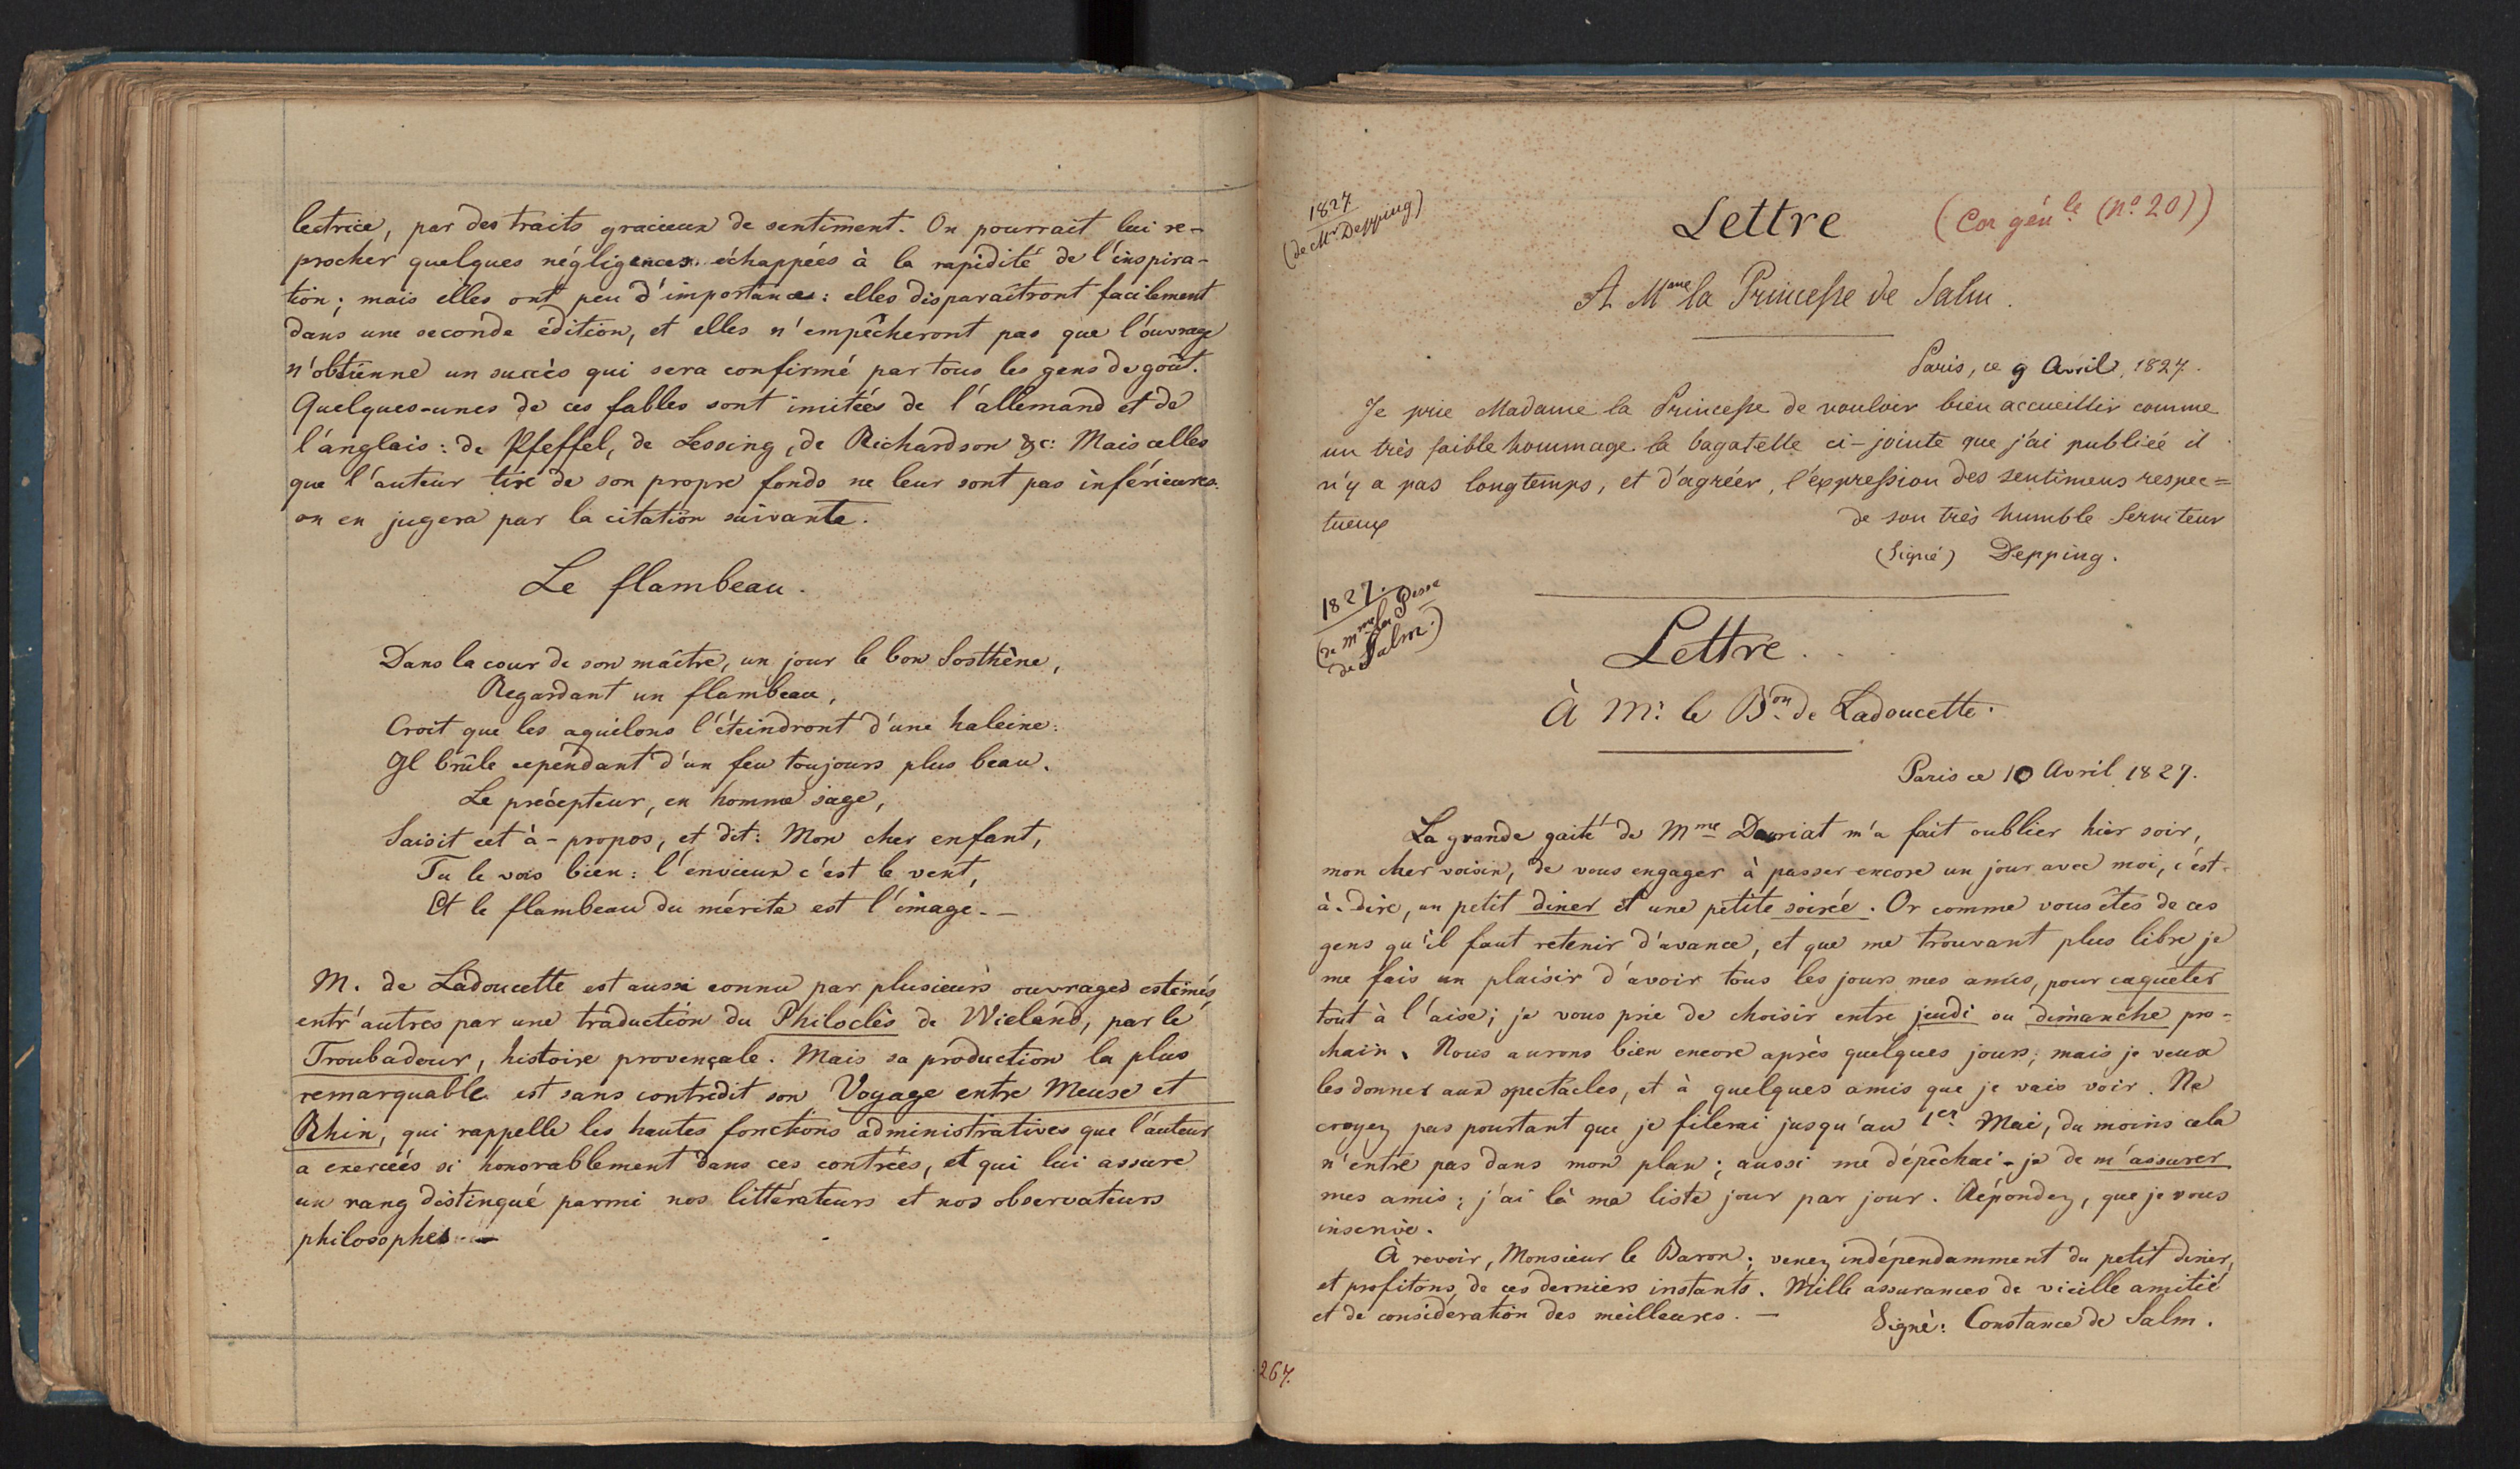 lectrice, par des traits gracieux de sentiment. On pourrait lui re-
procher quelques négligences échappées à la rapidité de l'inspira-
tion; mais elles ont peu d'importance: elles disparaîtront facilement
dans une seconde édition, et elles n'empêcheront pas que l'ouvrage
n'obtienne un succès qui sera confirmé par tous les gens de goût.
Quelques-unes de ces fables sont imitées de l'allemand et de
l'anglais: de Pfeffel, de Lessing, de Richardson &c: Mais celles
que l'auteur tire de son propre fonds ne leur sont pas inférieures.
on en jugera par la citation suivante.
Le flambeau.
Dans la cour de son maître, un jour le bon Sosthène,
Regardant un flambeau,
Croit que les aquilons l'éteindront d'une haleine:
Il brûle cependant d'un feu toujours plus beau.
Le précepteur, en homme sage,
Saisit cet à-propos, et dit: Mon cher enfant,
Tu le vois bien: l'envieux c'est le vent,
Et le flambeau du mérite est l'image. —
M. de Ladoucette est aussi connu par plusieurs ouvrages estimés,
entr'autres par une traduction du Philoclès de Wieland, par le
Troubadour, histoire provençale. Mais sa production la plus
remarquable est sans contredit son Voyage entre Meuse et
Rhin, qui rappelle les hautes fonctions administratives que l'auteur
a exercées si honorablement dans ces contrées, et qui lui assure
un rang distingué parmi nos littérateurs et nos observateurs
philosophes. —
1827
(de Mr. Depping)
Lettre (Cor génle (nº 20))
A Mme la Princesse de Salm.
Paris, ce 9 Avril, 1827.
Je prie Madame la Princesse de vouloir bien accueillir comme
un très faible hommage la bagatelle ci-jointe que j'ai publiée il
n'y a pas longtemps, et d'agréer, l'expression des sentimens respec=
tueux de son très humble Serviteur
(Signé) Depping.
1827.
(de Mme la Pesse
de Salm.)
Lettre.
À Mr. le Bon. de Ladoucette.
Paris ce 10 Avril 1827.
La grande gaité de Mme Dauriat m'a fait oublier hier soir,
mon cher voisin, de vous engager à passer encore un jour avec moi, c'est-
à-dire, un petit diner et une petite soirée. Or comme vous êtes de ces
gens qu'il faut retenir d'avance, et que me trouvant plus libre je
me fais un plaisir d'avoir tous les jours mes amis, pour caqueter
tout à l'aise; je vous prie de choisir entre jeudi ou dimanche pro-
chain. Nous aurons bien encore après quelques jours; mais je veux
les donner aux spectacles, et à quelques amis que je vais voir. Ne
croyez pas pourtant que je filerai jusqu'au 1er. Mai, du moins cela
n'entre pas dans mon plan; aussi me dépêchai-je de m'assurer
mes amis; j'ai là ma liste jour par jour. Répondez, que je vous
inscrive.
À revoir, Monsieur le Baron; venez indépendamment du petit diner,
et profitons, de ces derniers instants. Mille assurances de vieille amitié
et de considération des meilleures. —
Signé: Constance de Salm.
267.